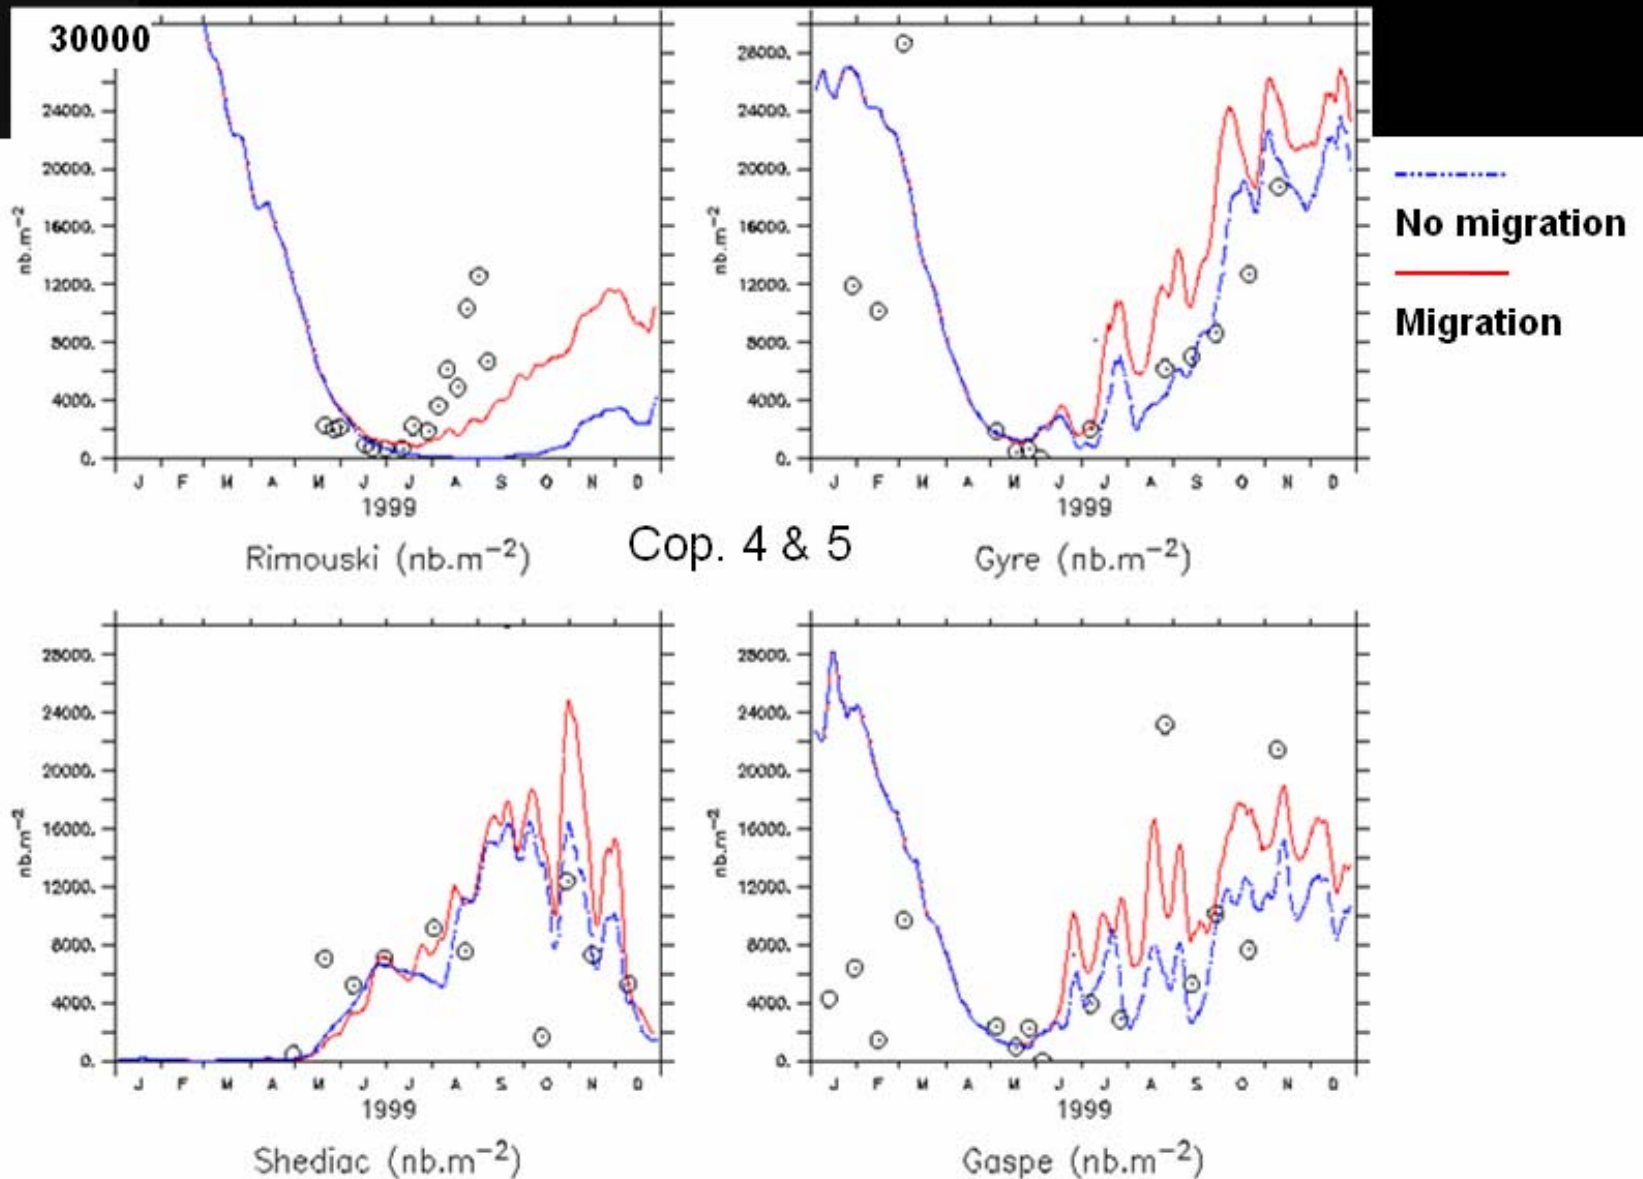 30000
24000.
20000.
16000.
12000.
8000.
4000.
0.
nb.m-2
J F M A M J J A S O N D
1999
Rimouski (nb.m-2)
28000.
24000.
20000.
16000.
12000.
8000.
4000.
0.
nb.m-2
J F M A M J J A S O N D
1999
Gyre (nb.m-2)
No migration
Migration
Cop. 4 & 5
28000.
24000.
20000.
16000.
12000.
8000.
4000.
0.
nb.m-2
J F M A M J J A S O N D
1999
Shediac (nb.m-2)
28000.
24000.
20000.
16000.
12000.
8000.
4000.
0.
nb.m-2
J F M A M J J A S O N D
1999
Gaspe (nb.m-2)